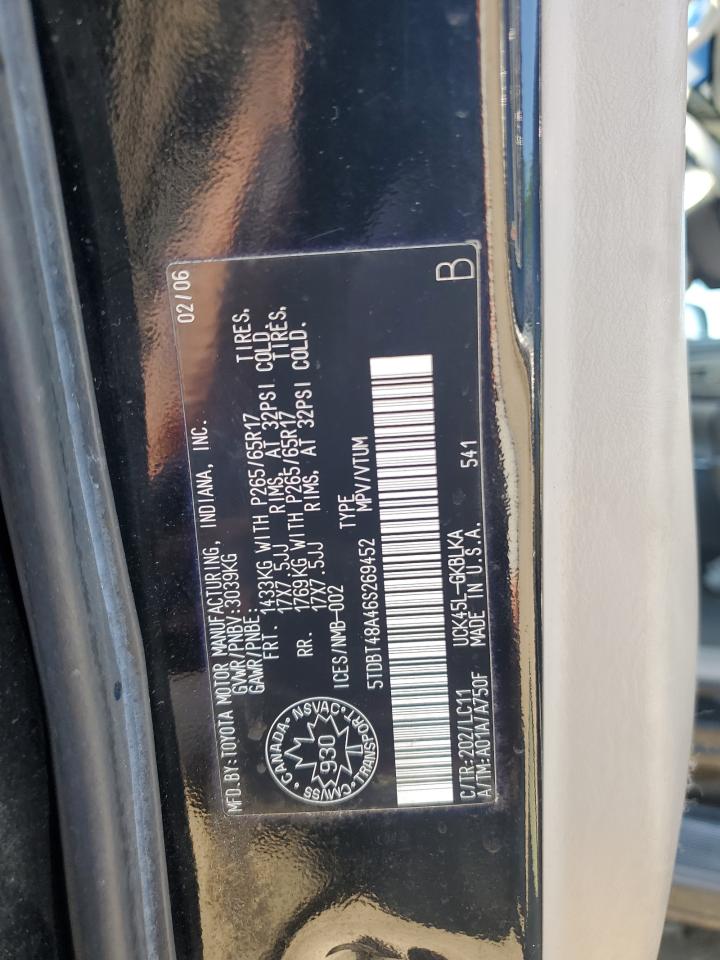 MFD.BY:TOYOTA MOTOR MANUFACTURING, INDIANA, INC. 02/06
GVWR/PNBV:3039KG
GAWR/PNBE:
FRT. 1433KG WITH P265/65R17 TIRES,
17X7.5JJ RIMS, AT 32PSI COLD.
RR. 1769KG WITH P265/65R17 TIRES,
17X7.5JJ RIMS, AT 32PSI COLD.
ICES/NMB-002
CANADA • NSVAC • TRANSPORT • CMVSS
930
5TDBT48A46S269452 TYPE MPV/VTUM
C/TR:202/LC11 UCK45L-GKBLKA
A/TM:A01A/A750F MADE IN U.S.A. 541
B